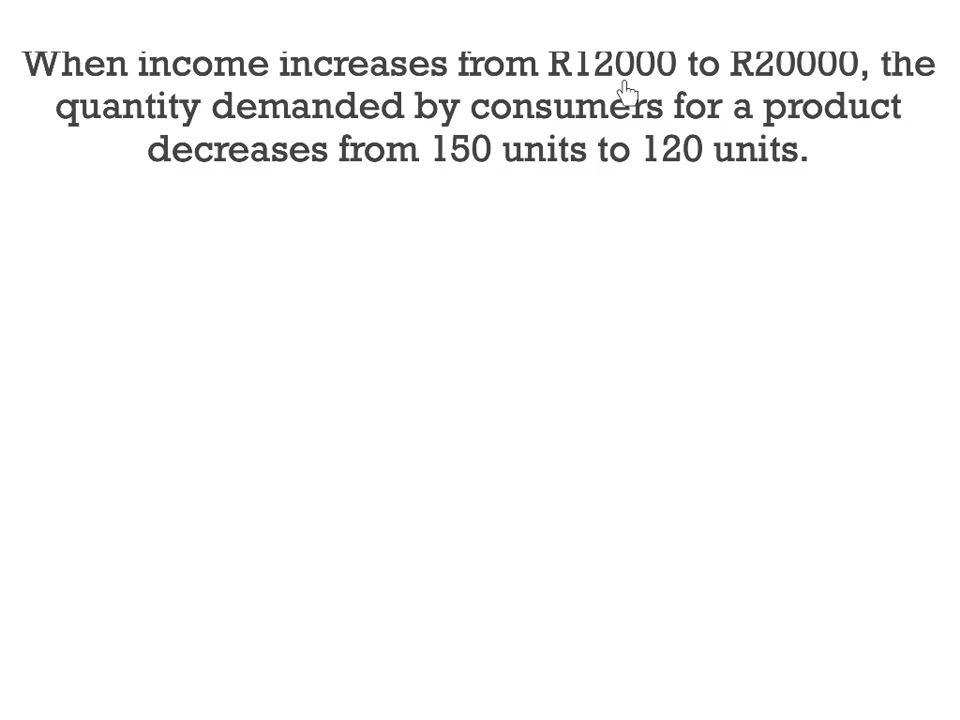 When income increases from R12000 to R20000, the
quantity demanded by consumers for a product
decreases from 150 units to 120 units.